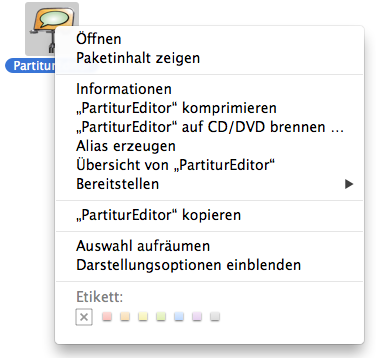 Partitur
Öffnen
Paketinhalt zeigen
Informationen
„PartiturEditor“ komprimieren
„PartiturEditor“ auf CD/DVD brennen ...
Alias erzeugen
Übersicht von „PartiturEditor“
Bereitstellen
„PartiturEditor“ kopieren
Auswahl aufräumen
Darstellungsoptionen einblenden
Etikett: